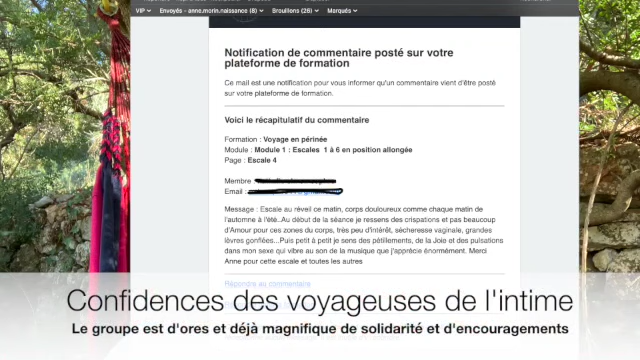 VIP Envoyés - anne.morin.naissance (8) Brouillons (26) Marqués
Notification de commentaire posté sur votre
plateforme de formation
Ce mail est une notification pour vous informer qu'un commentaire vient d'être posté
sur votre plateforme de formation.
Voici le récapitulatif du commentaire
Formation : Voyage en périnée
Module : Module 1 : Escales 1 à 6 en position allongée
Page : Escale 4
Membre :
Email :
Message : Escale au réveil ce matin, corps douloureux comme chaque matin de
l'automne à l'été..Au début de la séance je ressens des crispations et pas beaucoup
d'Amour pour ces zones du corps, très peu d'intérêt, sécheresse vaginale, grandes
lèvres gonflées...Puis petit à petit je sens des pétillements, de la Joie et des pulsations
dans mon sexe qui vibre au son de la musique que j'apprécie énormément. Merci
Anne pour cette escale et toutes les autres
Répondre au commentaire
Confidences des voyageuses de l'intime
Le groupe est d'ores et déjà magnifique de solidarité et d'encouragements